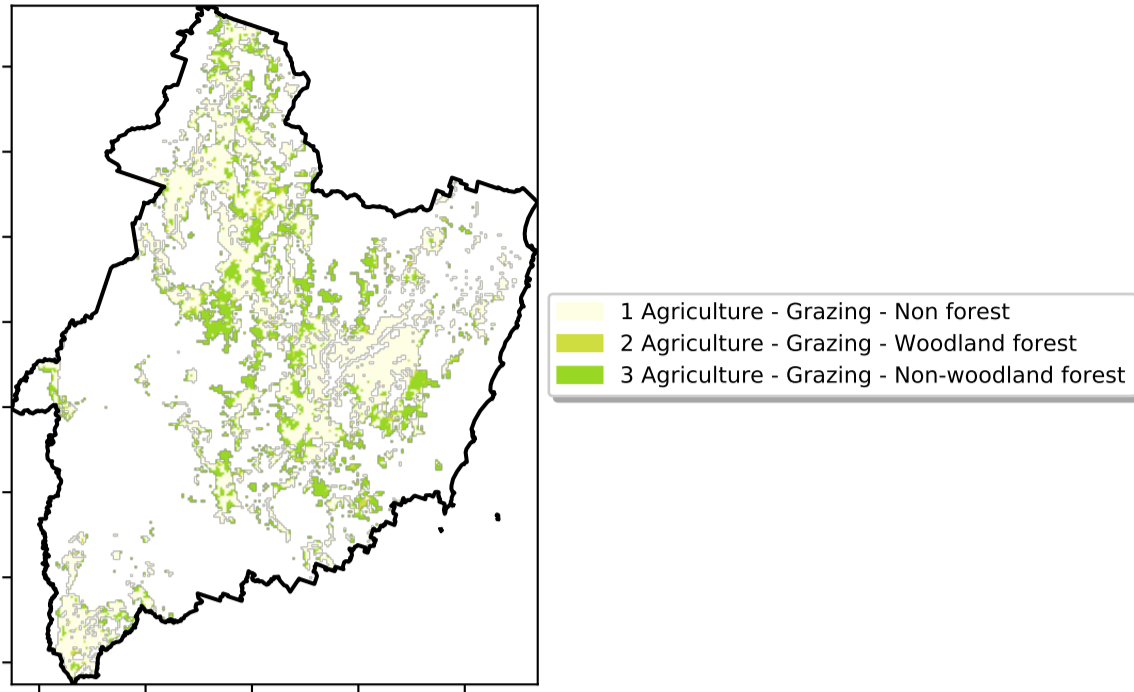 1 Agriculture - Grazing - Non forest
2 Agriculture - Grazing - Woodland forest
3 Agriculture - Grazing - Non-woodland forest